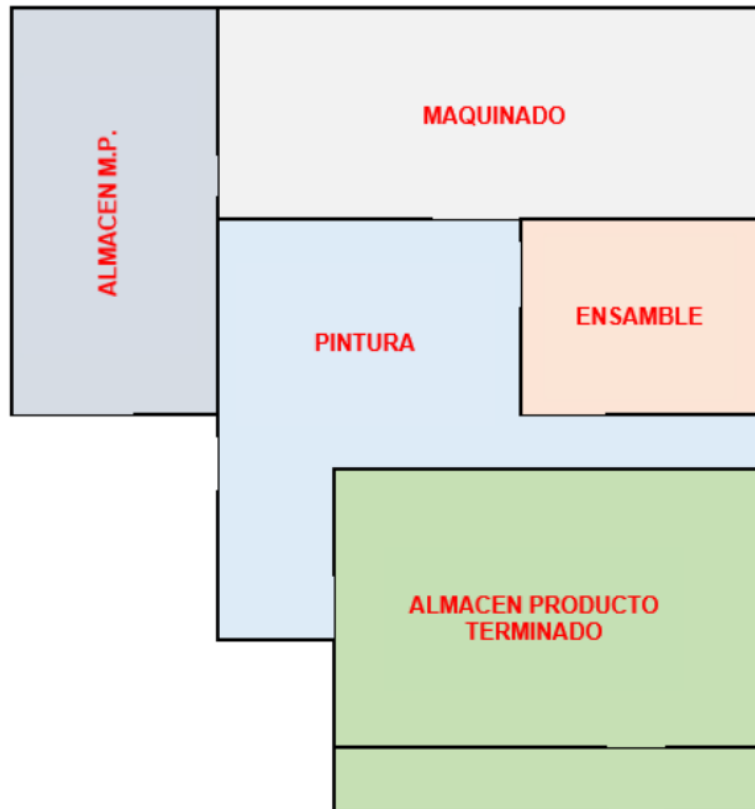 MAQUINADO
ALMACEN M.P.
ENSAMBLE
PINTURA
ALMACEN PRODUCTO
TERMINADO